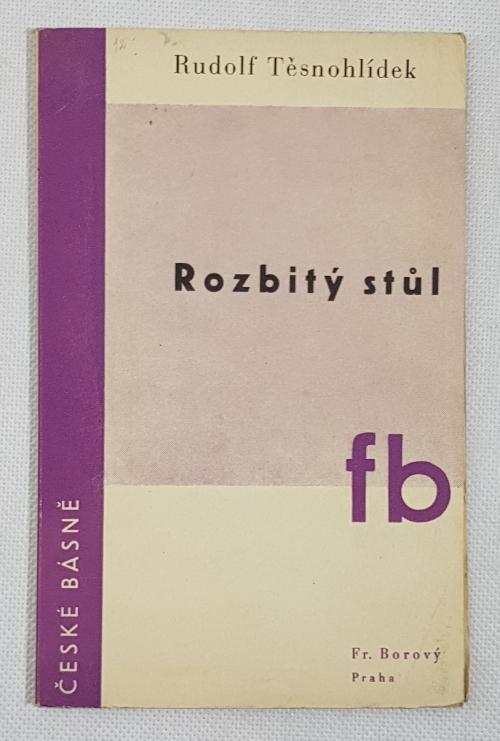 Rudolf Těsnohlídek
Rozbitý stůl
fb
ČESKÉ BÁSNĚ
Fr. Borový
Praha